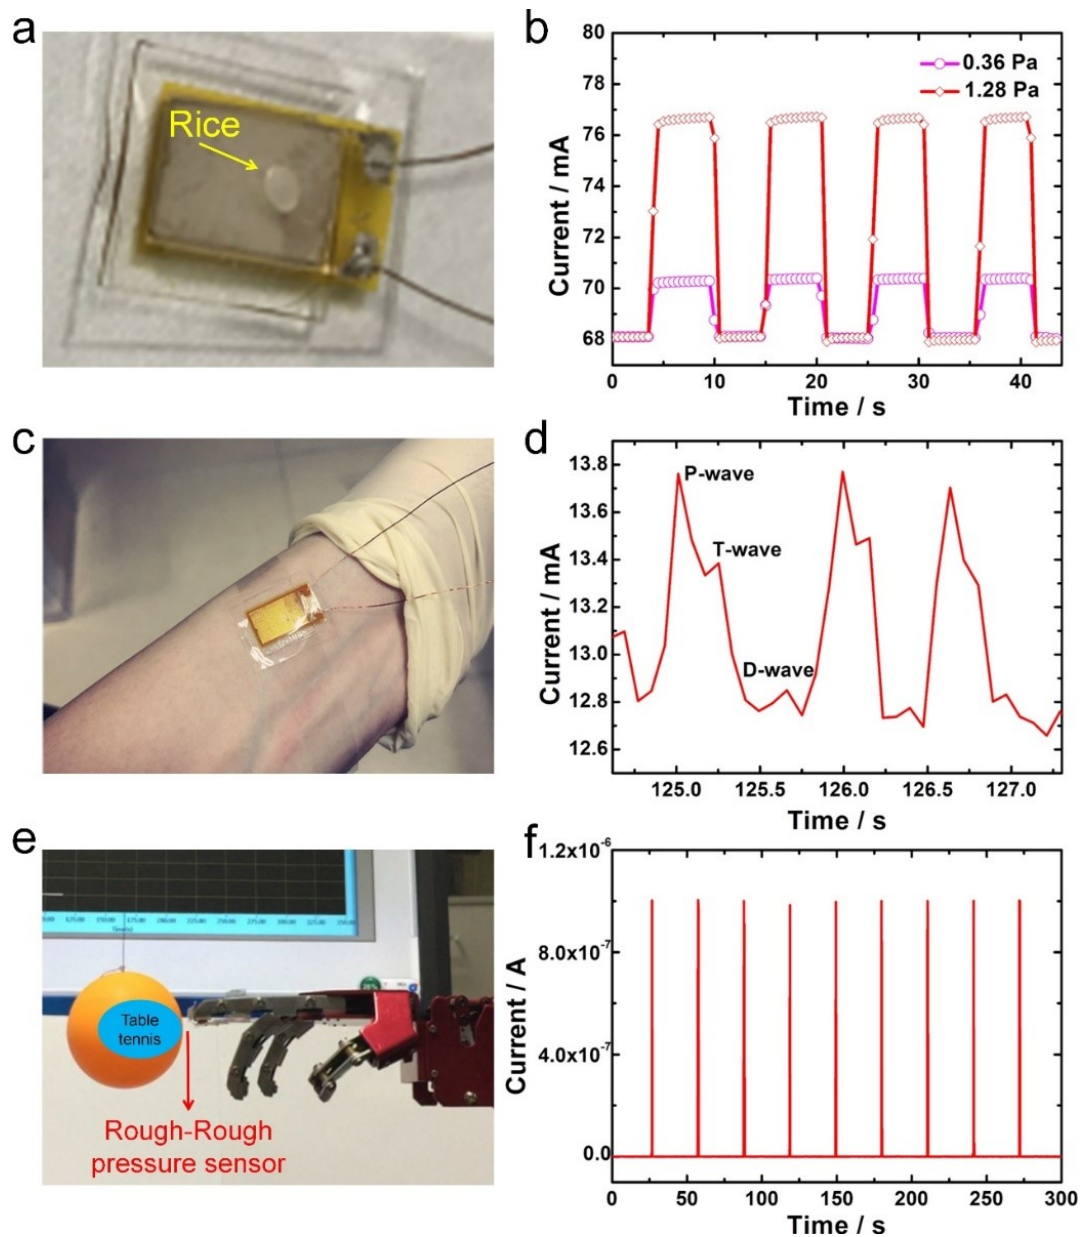 a
Rice
b
80
78
76
74
72
70
68
Current / mA
0.36 Pa
1.28 Pa
0
10
20
30
40
Time / s
c
d
13.8
13.6
13.4
13.2
13.0
12.8
12.6
Current / mA
P-wave
T-wave
D-wave
125.0
125.5
126.0
126.5
127.0
Time / s
e
Table
tennis
Rough-Rough
pressure sensor
f
1.2x10-6
8.0x10-7
4.0x10-7
0.0
Current / A
0
50
100
150
200
250
300
Time / s